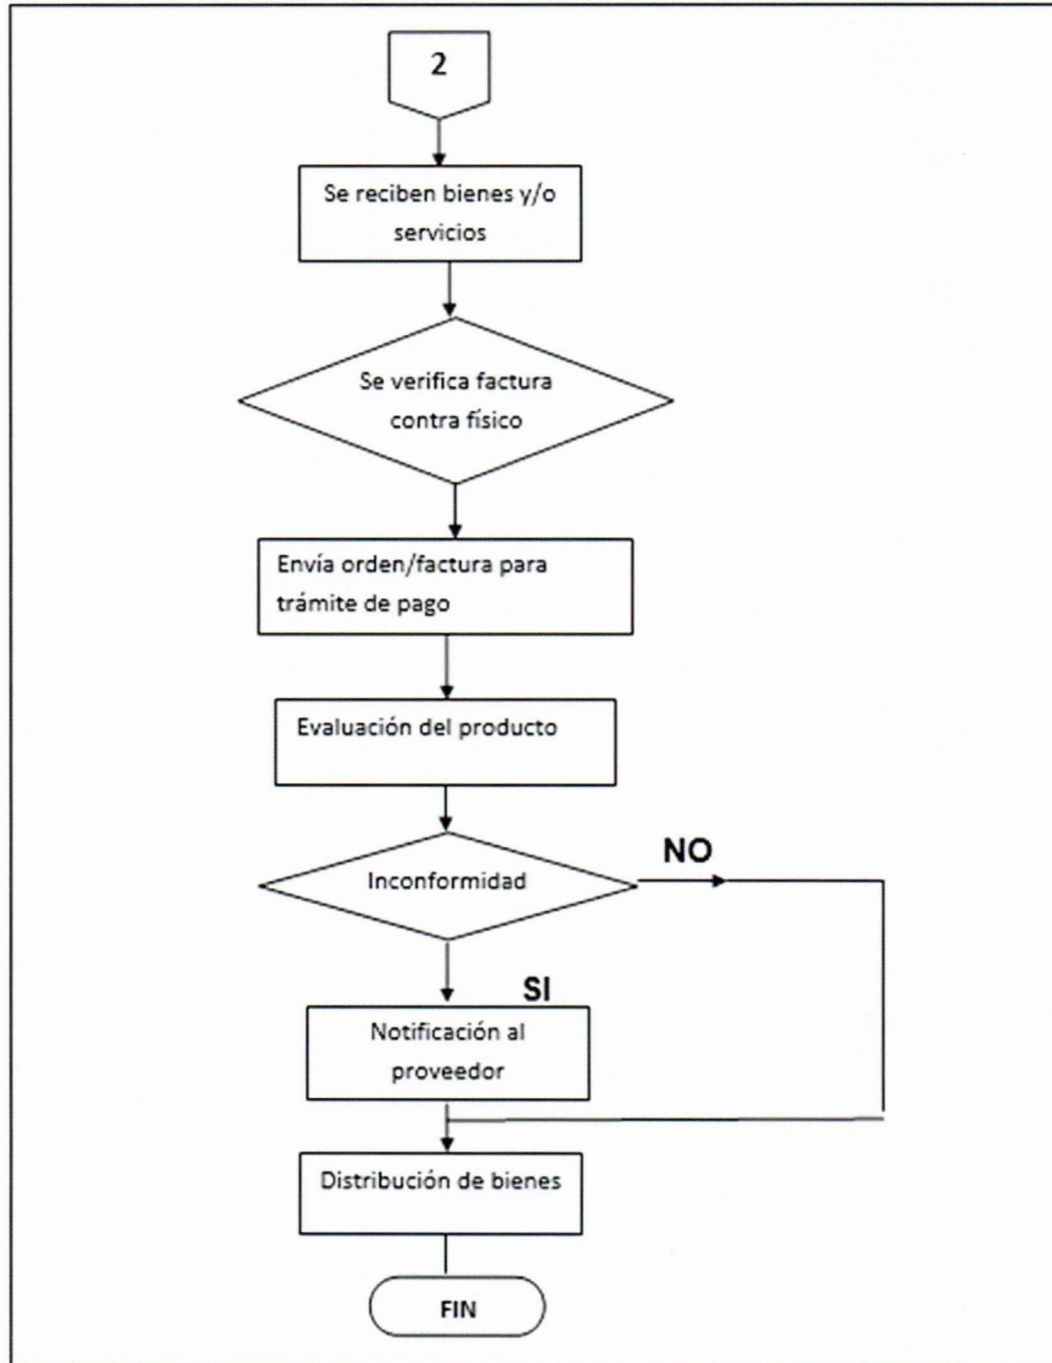 2
Se reciben bienes y/o
servicios
Se verifica factura
contra físico
Envía orden/factura para
trámite de pago
Evaluación del producto
NO
Inconformidad
SI
Notificación al
proveedor
Distribución de bienes
FIN